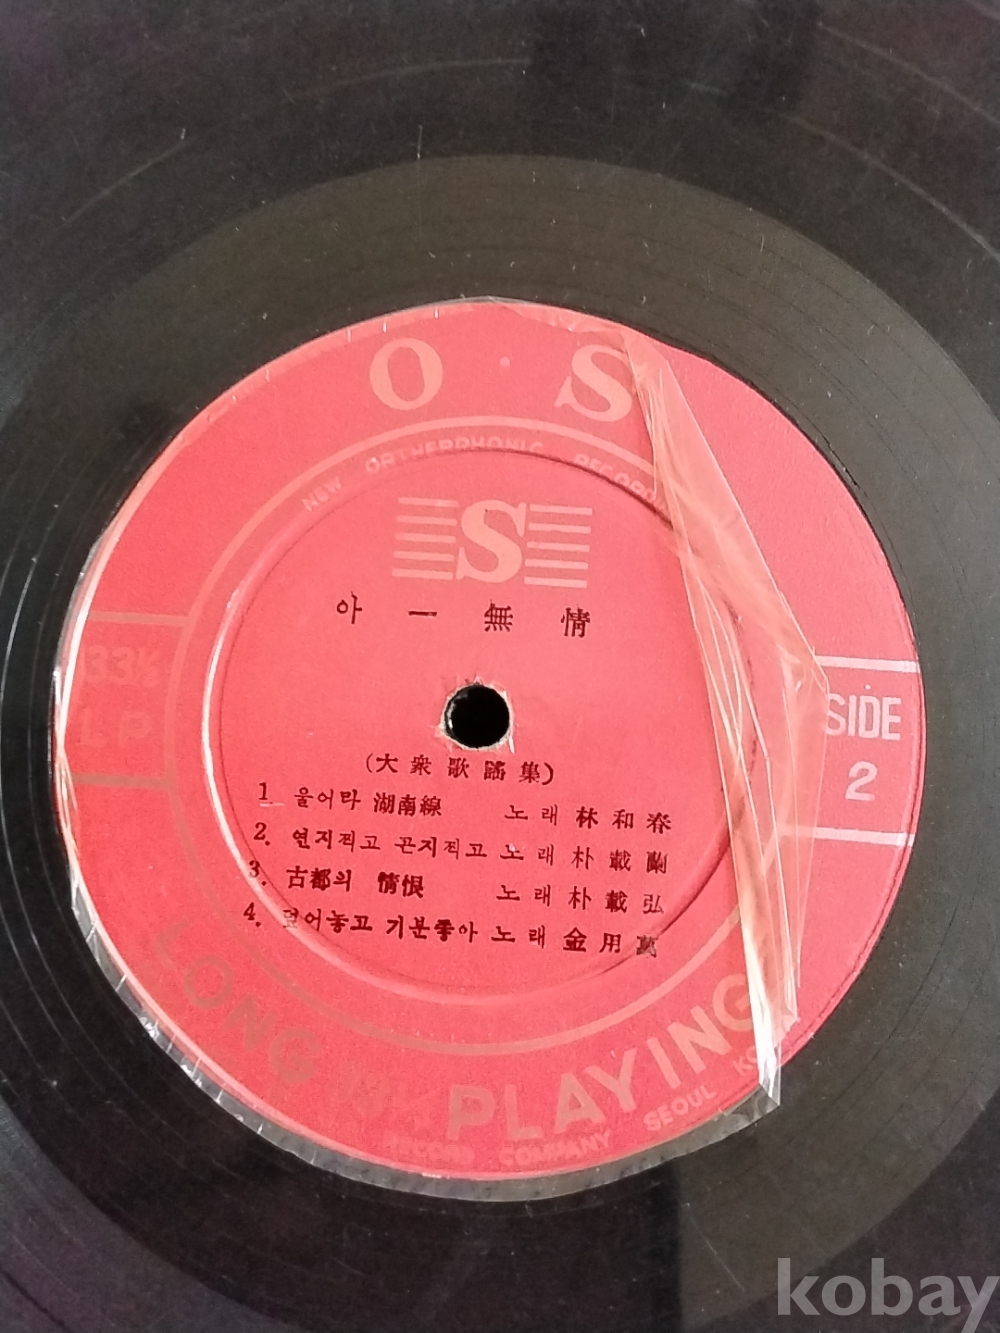 O · S
NEW ORTHERPHONIC RECORD
S
아 一 無 情
33⅓
LP
SIDE
2
(大 衆 歌 謠 集)
1 울어라 湖南線 노 래 林 和 春
2. 연지찍고 곤지찍고 노 래 朴 載 蘭
3. 古都의 情恨 노 래 朴 載 弘
4. 덮어놓고 기분좋아 노 래 金 用 萬
LONG PLAYING
RECORD COMPANY SEOUL
kobay